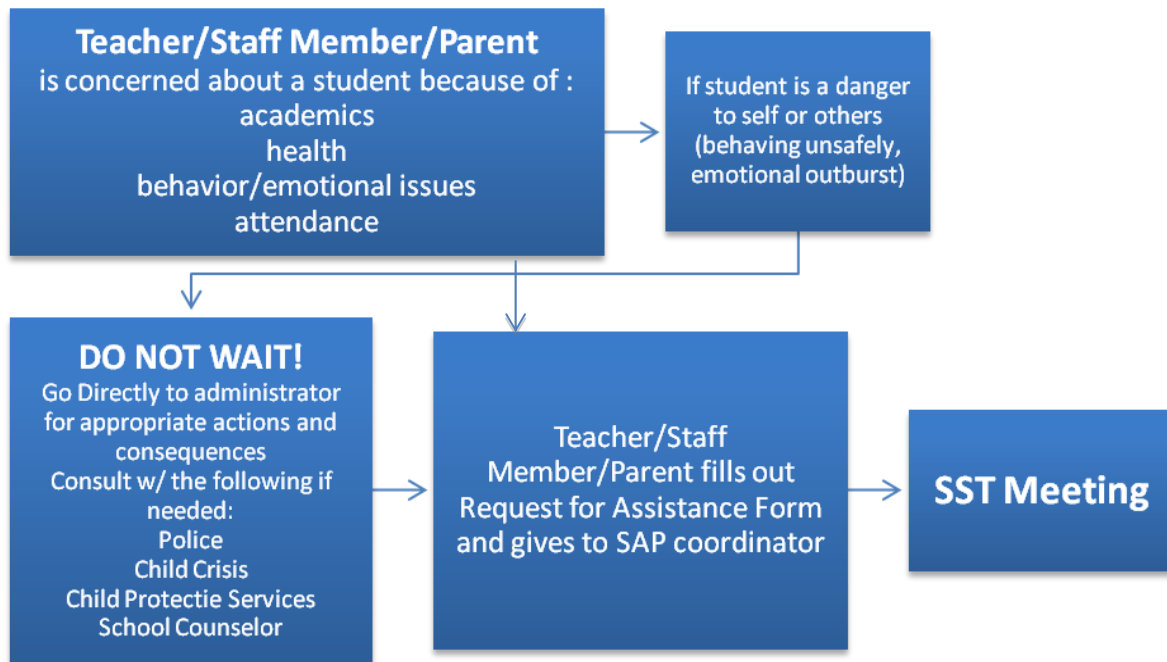 Teacher/Staff Member/Parent
is concerned about a student because of :
academics
health
behavior/emotional issues
attendance
If student is a danger
to self or others
(behaving unsafely,
emotional outburst)
DO NOT WAIT!
Go Directly to administrator
for appropriate actions and
consequences
Consult w/ the following if
needed:
Police
Child Crisis
Child Protectie Services
School Counselor
Teacher/Staff
Member/Parent fills out
Request for Assistance Form
and gives to SAP coordinator
SST Meeting